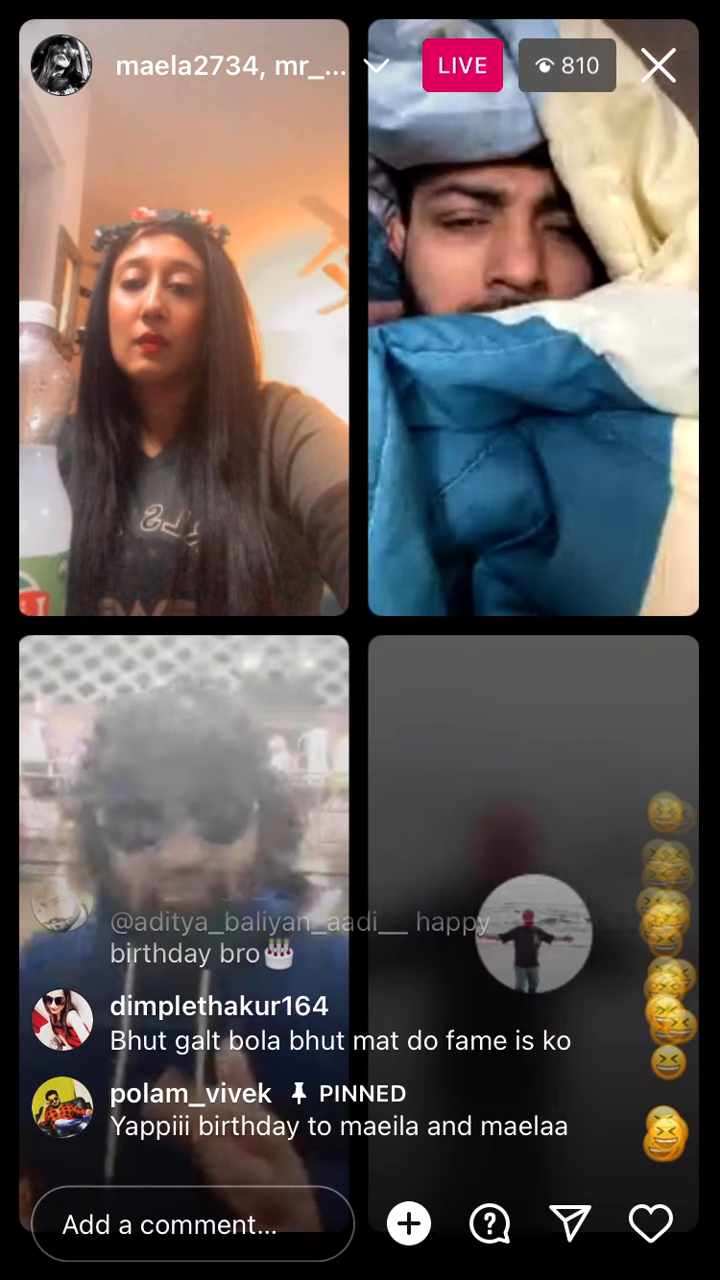 maela2734, mr_...
LIVE
810
@aditya_baliyan_aadi__ happy
birthday bro🎂
dimplethakur164
Bhut galt bola bhut mat do fame is ko
polam_vivek PINNED
Yappiii birthday to maeila and maelaa
Add a comment...